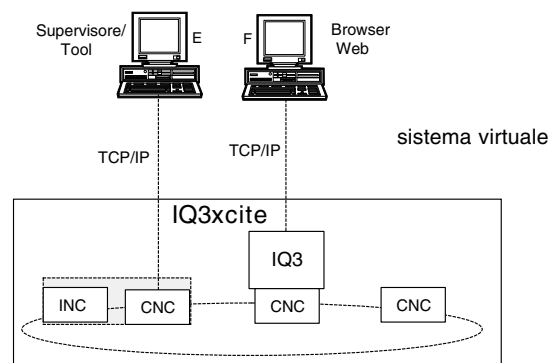 Supervisore/
Tool
E
F
Browser
Web
TCP/IP
TCP/IP
sistema virtuale
IQ3xcite
IQ3
INC
CNC
CNC
CNC